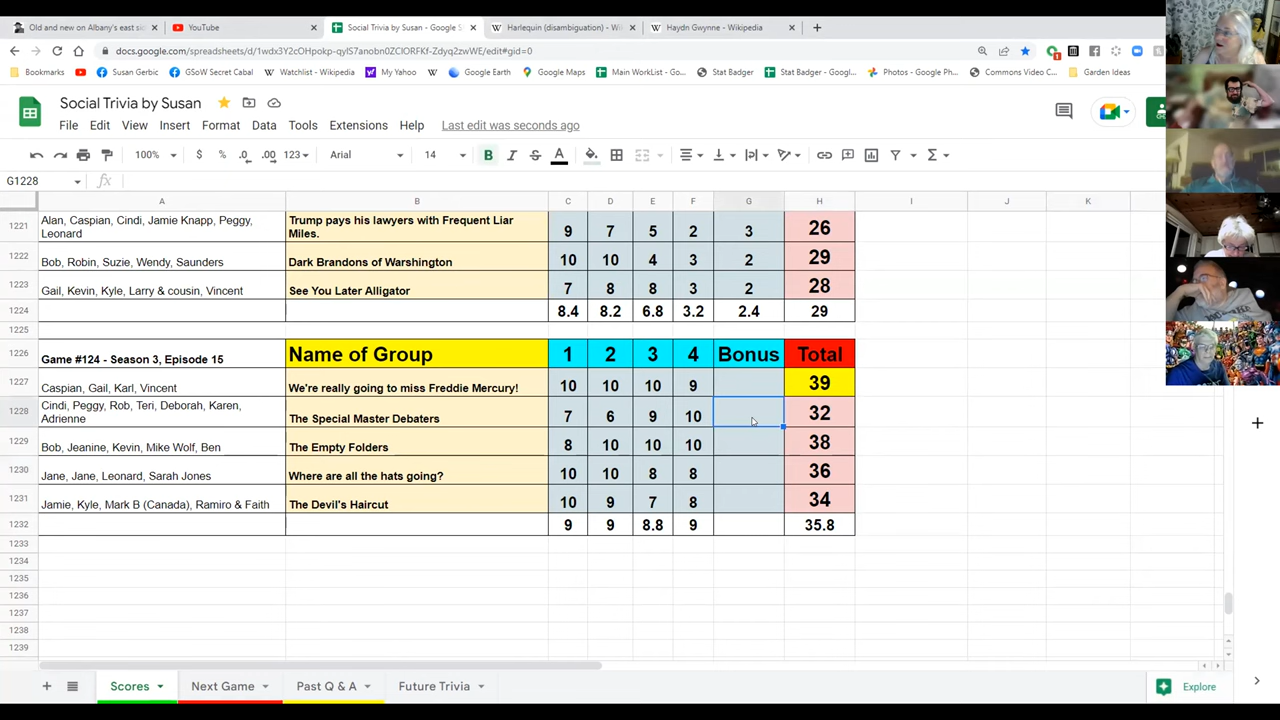 Old and new on Albany's east sid
YouTube
Social Trivia by Susan - Google S
Harlequin (disambiguation) - Wi
Haydn Gwynne - Wikipedia
docs.google.com/spreadsheets/d/1wdx3Y2cOHpokp-qyIS7anobn0ZClORFKf-Zdyq2zwWE/edit#gid=0
Bookmarks
Susan Gerbic
GSoW Secret Cabal
Watchlist - Wikipedia
My Yahoo
Google Earth
Google Maps
Main WorkList - Go...
Stat Badger
Stat Badger - Googl...
Photos - Google Ph...
Commons Video C...
Garden Ideas
Social Trivia by Susan
File Edit View Insert Format Data Tools Extensions Help Last edit was seconds ago
100% $ % .0 .00 123 Arial 14 B I S A
G1228 fx
A B C D E F G H I J K
1221 Alan, Caspian, Cindi, Jamie Knapp, Peggy, Leonard Trump pays his lawyers with Frequent Liar Miles. 9 7 5 2 3 26
1222 Bob, Robin, Suzie, Wendy, Saunders Dark Brandons of Warshington 10 10 4 3 2 29
1223 Gail, Kevin, Kyle, Larry & cousin, Vincent See You Later Alligator 7 8 8 3 2 28
1224 8.4 8.2 6.8 3.2 2.4 29
1225
1226 Game #124 - Season 3, Episode 15 Name of Group 1 2 3 4 Bonus Total
1227 Caspian, Gail, Karl, Vincent We're really going to miss Freddie Mercury! 10 10 10 9 39
1228 Cindi, Peggy, Rob, Teri, Deborah, Karen, Adrienne The Special Master Debaters 7 6 9 10 32
1229 Bob, Jeanine, Kevin, Mike Wolf, Ben The Empty Folders 8 10 10 10 38
1230 Jane, Jane, Leonard, Sarah Jones Where are all the hats going? 10 10 8 8 36
1231 Jamie, Kyle, Mark B (Canada), Ramiro & Faith The Devil's Haircut 10 9 7 8 34
1232 9 9 8.8 9 35.8
1233
1234
1235
1236
1237
1238
1239
Scores Next Game Past Q & A Future Trivia Explore